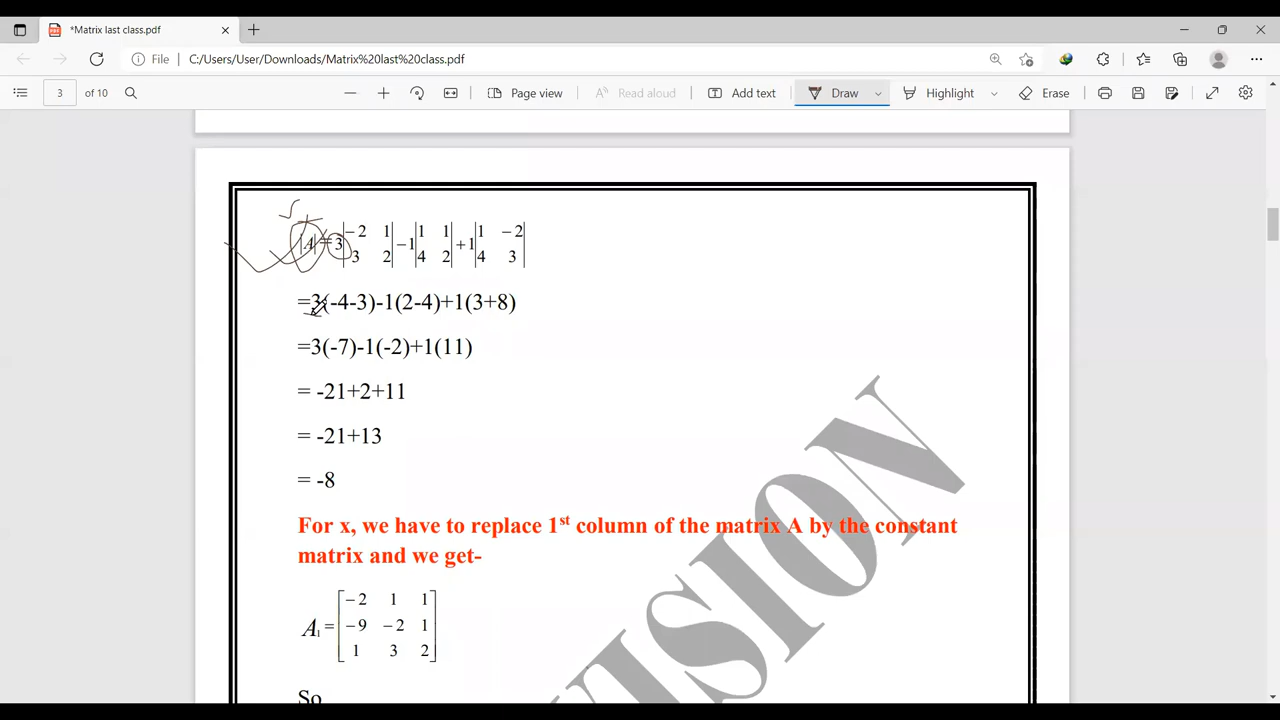 *Matrix last class.pdf
File | C:/Users/User/Downloads/Matrix%20last%20class.pdf
3 of 10 Page view Read aloud Add text Draw Highlight Erase
|A| = 3 |−2 1| −1 |1 1| +1 |1 −2|
|3 2| |4 2| |4 3|
=3(-4-3)-1(2-4)+1(3+8)
=3(-7)-1(-2)+1(11)
= -21+2+11
= -21+13
= -8
For x, we have to replace 1st column of the matrix A by the constant
matrix and we get-
−2 1 1
A1 = −9 −2 1
1 3 2
So
VISION